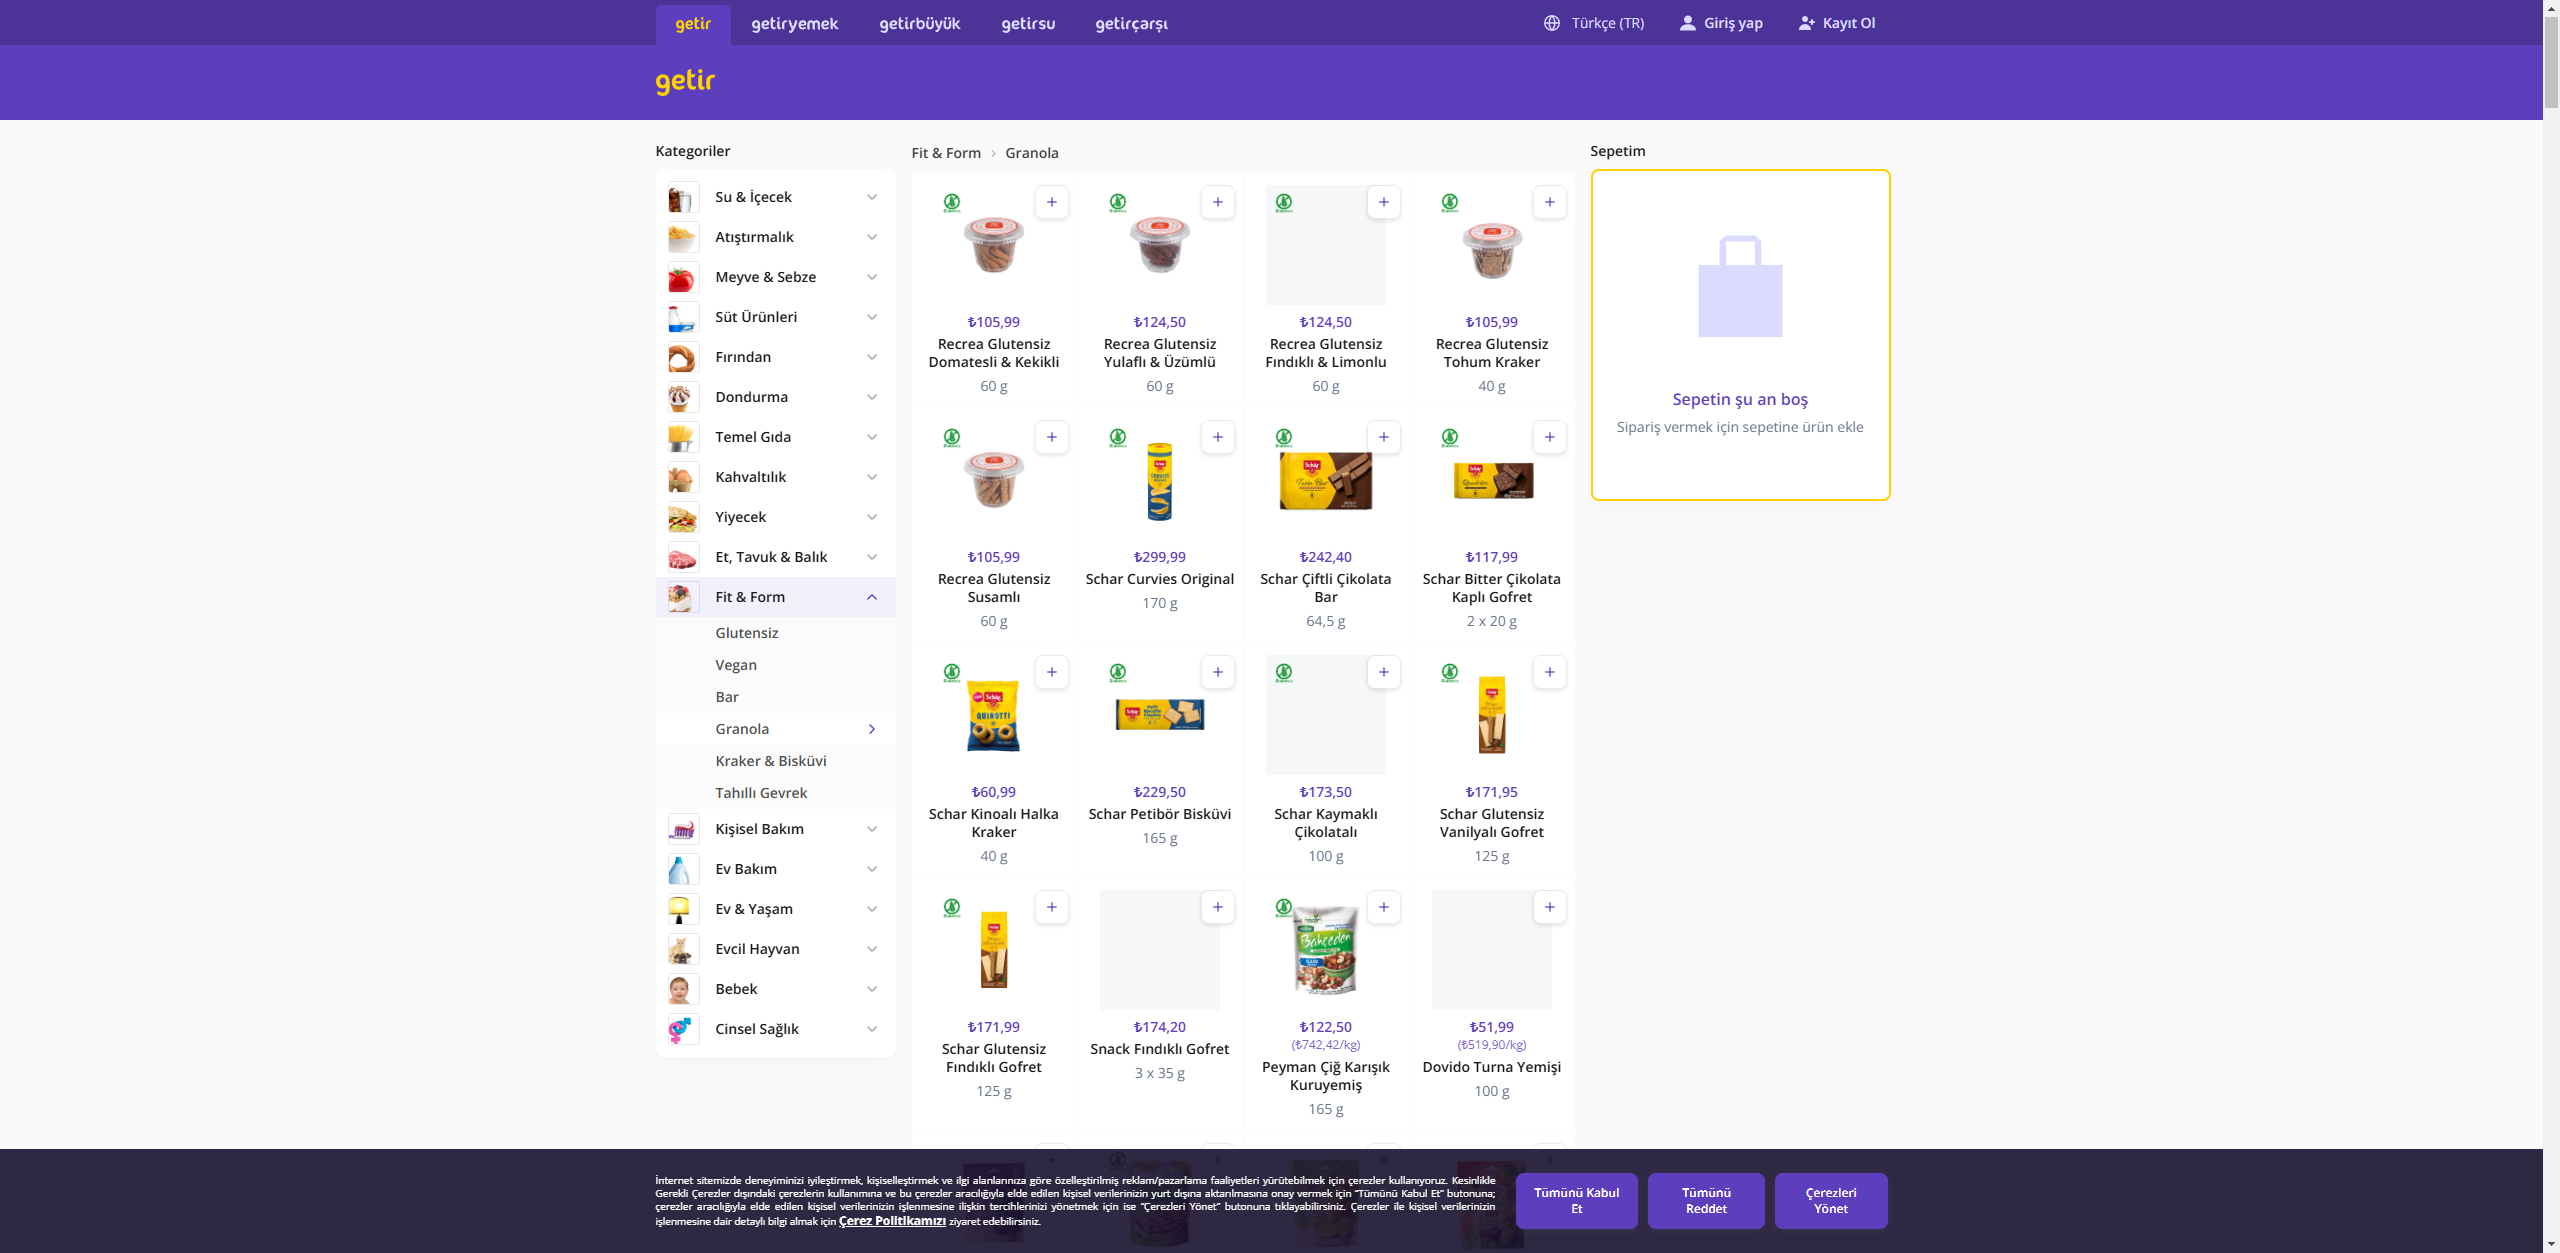 getir
getiryemek
getirbüyük
getirsu
getirçarşı
Türkçe (TR)
Giriş yap
Kayıt Ol
getir
Kategoriler
Su & İçecek
Atıştırmalık
Meyve & Sebze
Süt Ürünleri
Fırından
Dondurma
Temel Gıda
Kahvaltılık
Yiyecek
Et, Tavuk & Balık
Fit & Form
Glutensiz
Vegan
Bar
Granola
Kraker & Bisküvi
Tahıllı Gevrek
Kişisel Bakım
Ev Bakım
Ev & Yaşam
Evcil Hayvan
Bebek
Cinsel Sağlık
Fit & Form > Granola
₺105,99
Recrea Glutensiz
Domatesli & Kekikli
60 g
₺124,50
Recrea Glutensiz
Yulaflı & Üzümlü
60 g
₺124,50
Recrea Glutensiz
Fındıklı & Limonlu
60 g
₺105,99
Recrea Glutensiz
Tohum Kraker
40 g
₺105,99
Recrea Glutensiz
Susamlı
60 g
₺299,99
Schar Curvies Original
170 g
₺242,40
Schar Çiftli Çikolata
Bar
64,5 g
₺117,99
Schar Bitter Çikolata
Kaplı Gofret
2 x 20 g
₺60,99
Schar Kinoalı Halka
Kraker
40 g
₺229,50
Schar Petibör Bisküvi
165 g
₺173,50
Schar Kaymaklı
Çikolatalı
100 g
₺171,95
Schar Glutensiz
Vanilyalı Gofret
125 g
₺171,99
Schar Glutensiz
Fındıklı Gofret
125 g
₺174,20
Snack Fındıklı Gofret
3 x 35 g
₺122,50
(₺742,42/kg)
Peyman Çiğ Karışık
Kuruyemiş
165 g
₺51,99
(₺519,90/kg)
Dovido Turna Yemişi
100 g
Sepetim
Sepetin şu an boş
Sipariş vermek için sepetine ürün ekle
İnternet sitemizde deneyiminizi iyileştirmek, kişiselleştirmek ve ilgi alanlarınıza göre özelleştirilmiş reklam/pazarlama faaliyetleri yürütebilmek için çerezler kullanıyoruz. Kesinlikle
Gerekli Çerezler dışındaki çerezlerin kullanımına ve bu çerezler aracılığıyla elde edilen kişisel verilerinizin yurt dışına aktarılmasına onay vermek için "Tümünü Kabul Et" butonuna;
çerezler aracılığıyla elde edilen kişisel verilerinizin işlenmesine ilişkin tercihlerinizi yönetmek için ise "Çerezleri Yönet" butonuna tıklayabilirsiniz. Çerezler ile kişisel verilerinizin
işlenmesine dair detaylı bilgi almak için Çerez Politikamızı ziyaret edebilirsiniz.
Tümünü Kabul
Et
Tümünü
Reddet
Çerezleri
Yönet